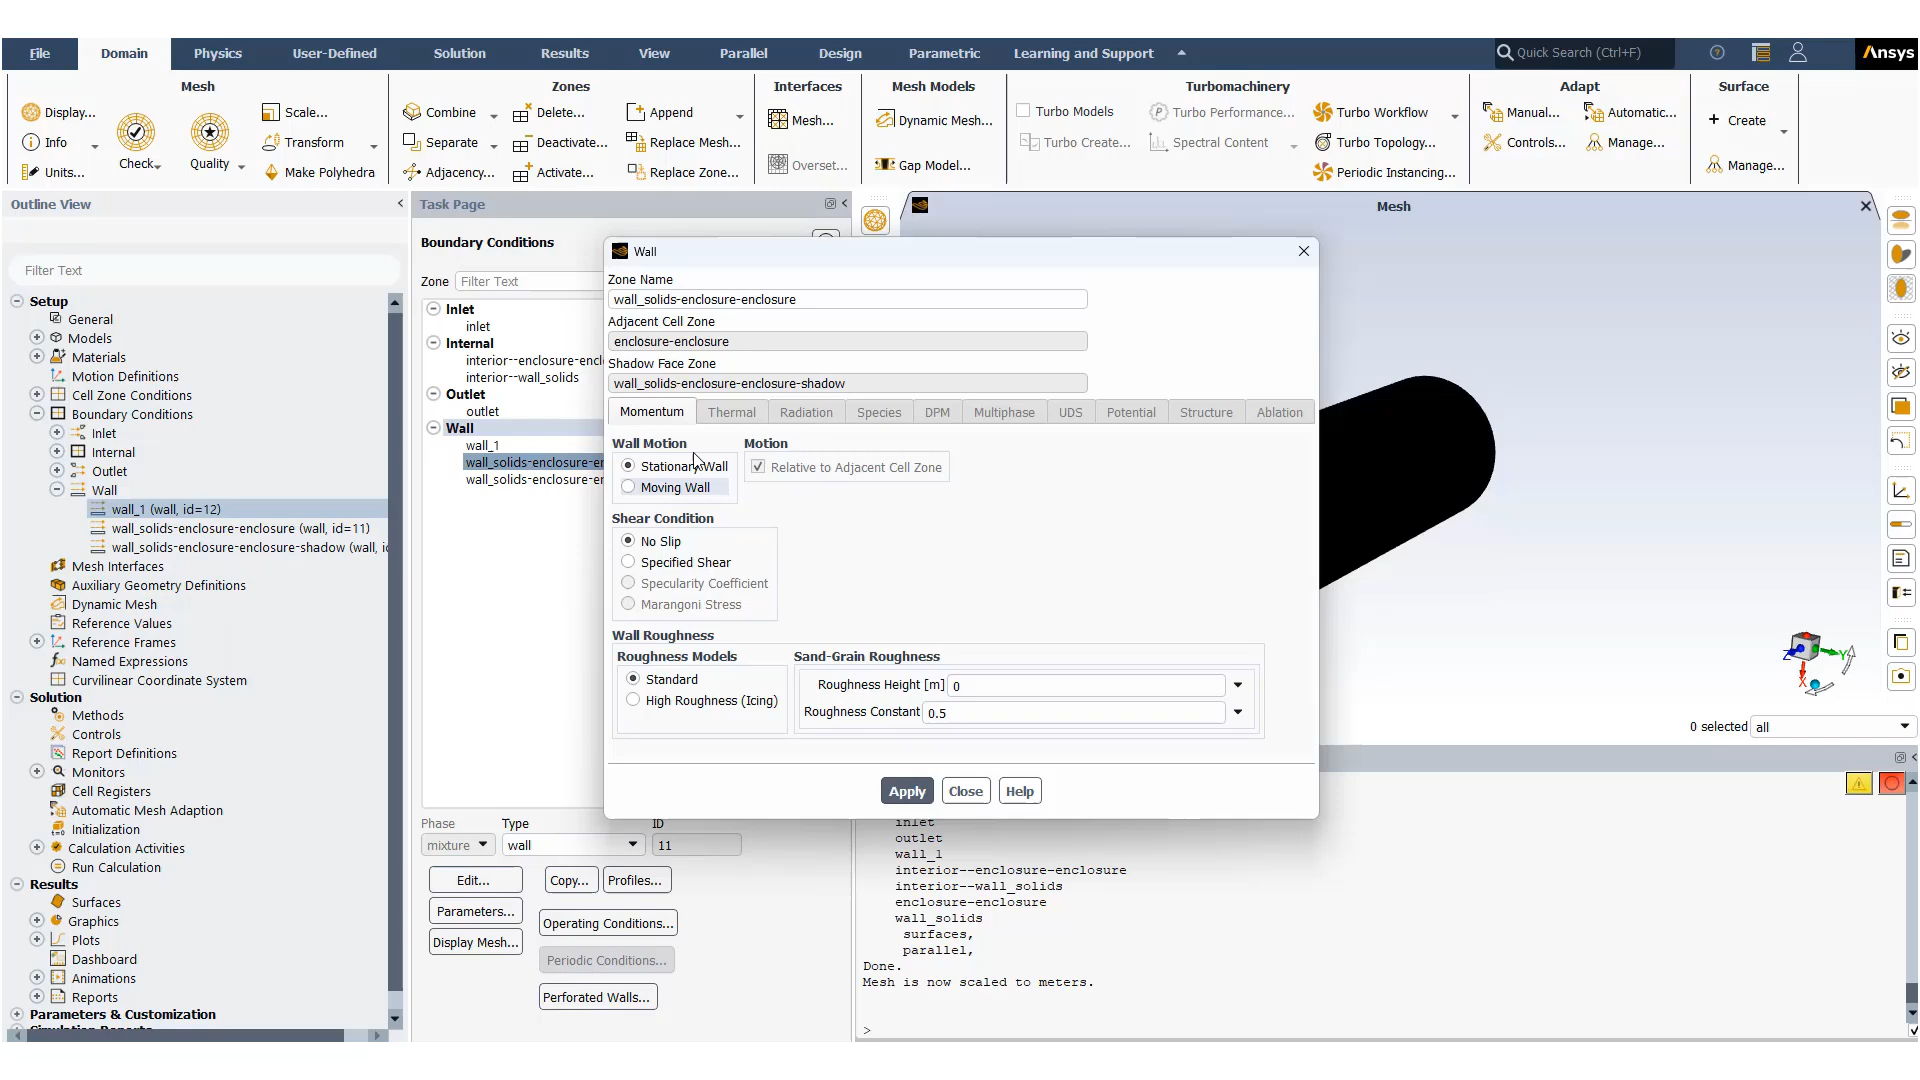 File Domain Physics User-Defined Solution Results View Parallel Design Parametric Learning and Support Quick Search (Ctrl+F) Ansys
Mesh
Display...
Info
Units...
Check
Quality
Scale...
Transform
Make Polyhedra
Zones
Combine
Separate
Adjacency...
Delete...
Deactivate...
Activate...
Append
Replace Mesh...
Replace Zone...
Interfaces
Mesh...
Overset...
Mesh Models
Dynamic Mesh...
Gap Model...
Turbomachinery
Turbo Models
Turbo Create...
Turbo Performance...
Spectral Content
Turbo Workflow
Turbo Topology...
Periodic Instancing...
Adapt
Manual...
Controls...
Automatic...
Manage...
Surface
Create
Manage...
Outline View
Filter Text
Setup
General
Models
Materials
Motion Definitions
Cell Zone Conditions
Boundary Conditions
Inlet
Internal
Outlet
Wall
wall_1 (wall, id=12)
wall_solids-enclosure-enclosure (wall, id=11)
wall_solids-enclosure-enclosure-shadow (wall, i
Mesh Interfaces
Auxiliary Geometry Definitions
Dynamic Mesh
Reference Values
Reference Frames
Named Expressions
Curvilinear Coordinate System
Solution
Methods
Controls
Report Definitions
Monitors
Cell Registers
Automatic Mesh Adaption
Initialization
Calculation Activities
Run Calculation
Results
Surfaces
Graphics
Plots
Dashboard
Animations
Reports
Parameters & Customization
Task Page
Boundary Conditions
Zone Filter Text
Inlet
inlet
Internal
interior--enclosure-enc
interior--wall_solids
Outlet
outlet
Wall
wall_1
wall_solids-enclosure-e
wall_solids-enclosure-e
Phase Type ID
mixture wall 11
Edit... Copy... Profiles...
Parameters... Operating Conditions...
Display Mesh... Periodic Conditions...
Perforated Walls...
Wall
Zone Name
wall_solids-enclosure-enclosure
Adjacent Cell Zone
enclosure-enclosure
Shadow Face Zone
wall_solids-enclosure-enclosure-shadow
Momentum Thermal Radiation Species DPM Multiphase UDS Potential Structure Ablation
Wall Motion Motion
Stationary Wall Relative to Adjacent Cell Zone
Moving Wall
Shear Condition
No Slip
Specified Shear
Specularity Coefficient
Marangoni Stress
Wall Roughness
Roughness Models Sand-Grain Roughness
Standard Roughness Height [m] 0
High Roughness (Icing) Roughness Constant 0.5
Apply Close Help
Mesh
Z Y X
0 selected all
inlet
outlet
wall_1
interior--enclosure-enclosure
interior--wall_solids
enclosure-enclosure
wall_solids
surfaces,
parallel,
Done.
Mesh is now scaled to meters.
>